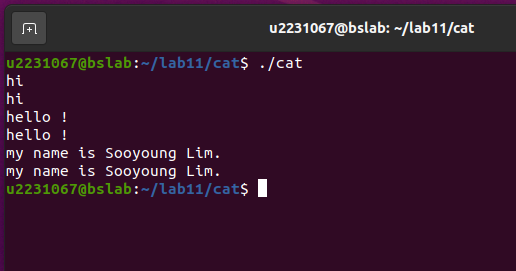 u2231067@bslab: ~/lab11/cat
u2231067@bslab:~/lab11/cat$ ./cat
hi
hi
hello !
hello !
my name is Sooyoung Lim.
my name is Sooyoung Lim.
u2231067@bslab:~/lab11/cat$